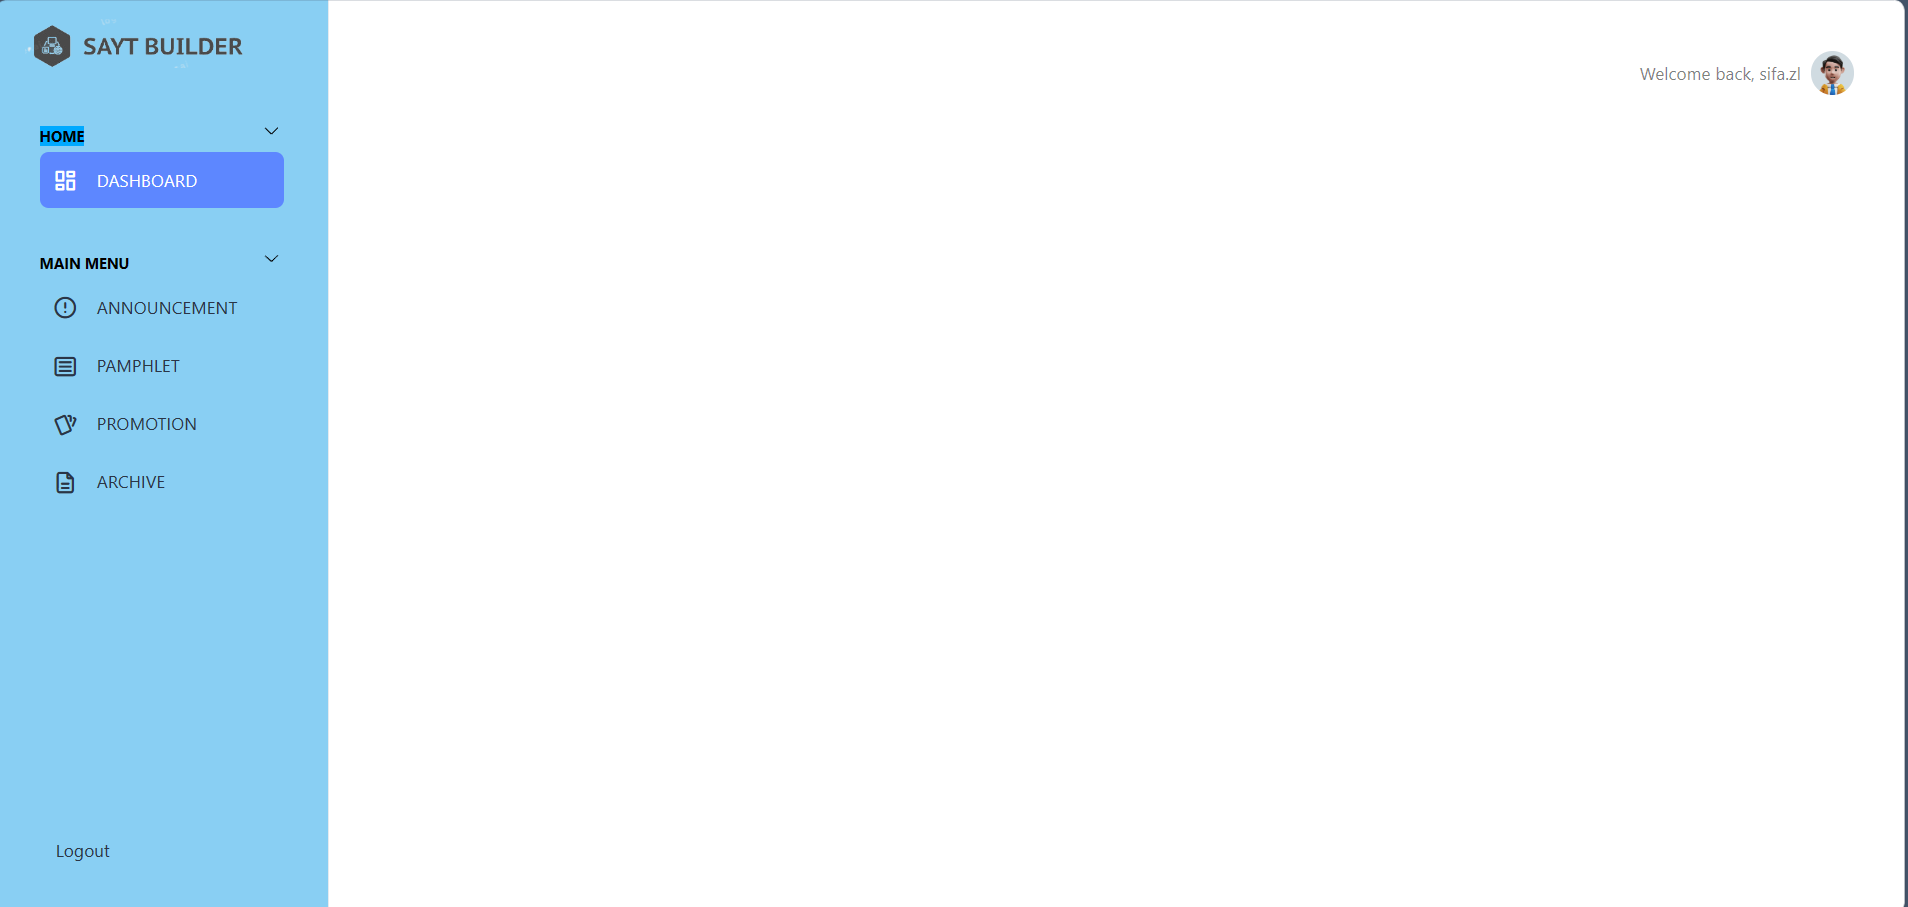 SAYT BUILDER
Welcome back, sifa.zl
HOME
DASHBOARD
MAIN MENU
ANNOUNCEMENT
PAMPHLET
PROMOTION
ARCHIVE
Logout